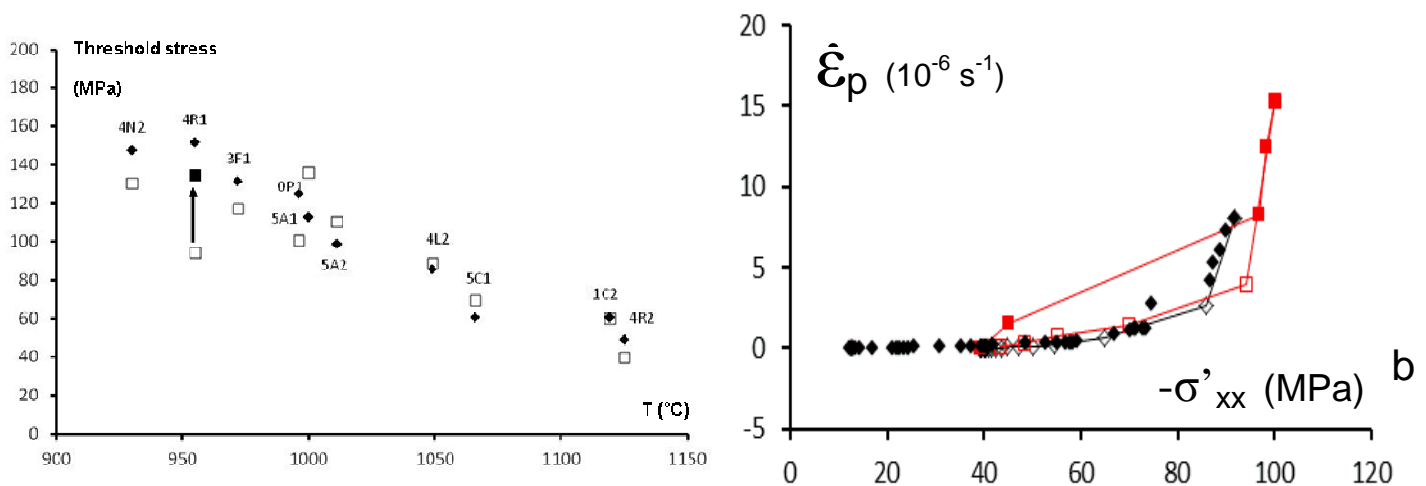 Threshold stress
(MPa)
200
180
160
140
120
100
80
60
40
20
0
4N2
4R1
3F1
0P1
5A1
5A2
4L2
5C1
1C2
4R2
T (°C)
900
950
1000
1050
1100
1150
20
15
10
5
0
-5
ε̂p (10-6 s-1)
-σ'xx (MPa)
b
0
20
40
60
80
100
120